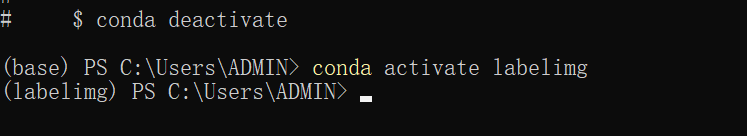 #
#     $ conda deactivate
(base) PS C:\Users\ADMIN> conda activate labelimg
(labelimg) PS C:\Users\ADMIN>